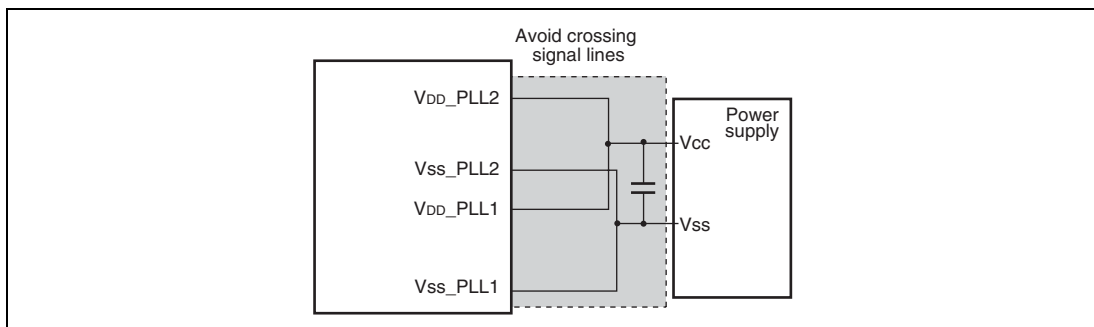 Avoid crossing
signal lines
VDD_PLL2
Power
supply
Vcc
Vss_PLL2
VDD_PLL1
Vss
Vss_PLL1